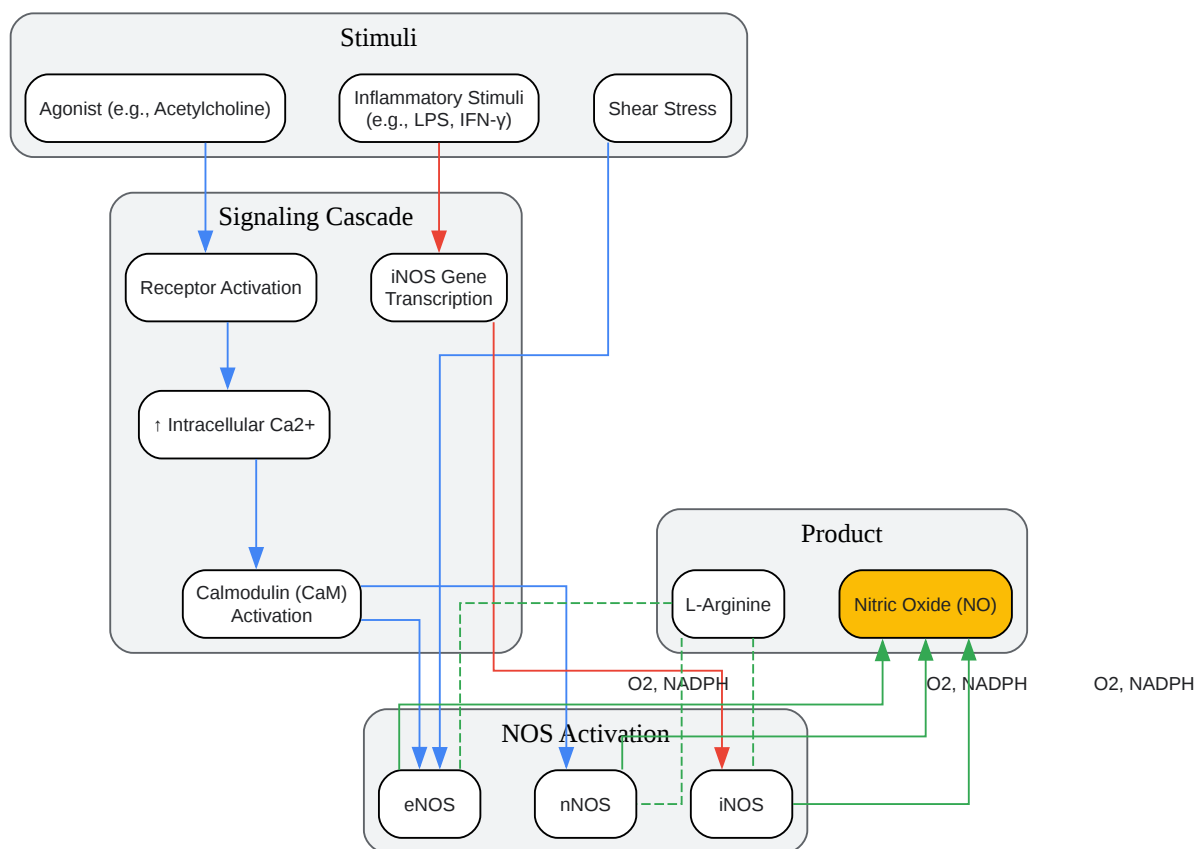 Stimuli
Agonist (e.g., Acetylcholine)
Inflammatory Stimuli
(e.g., LPS, IFN-γ)
Shear Stress
Signaling Cascade
Receptor Activation
iNOS Gene
Transcription
↑ Intracellular Ca2+
Calmodulin (CaM)
Activation
Product
L-Arginine
Nitric Oxide (NO)
O2, NADPH
O2, NADPH
O2, NADPH
NOS Activation
eNOS
nNOS
iNOS